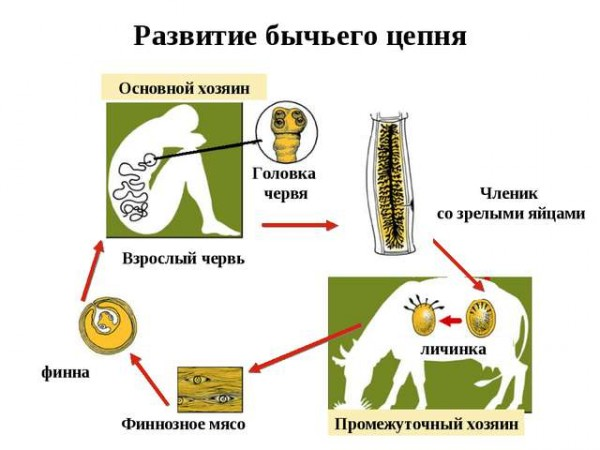 Развитие бычьего цепня
Основной хозяин
Головка
червя
Членик
со зрелыми яйцами
Взрослый червь
личинка
финна
Финнозное мясо
Промежуточный хозяин